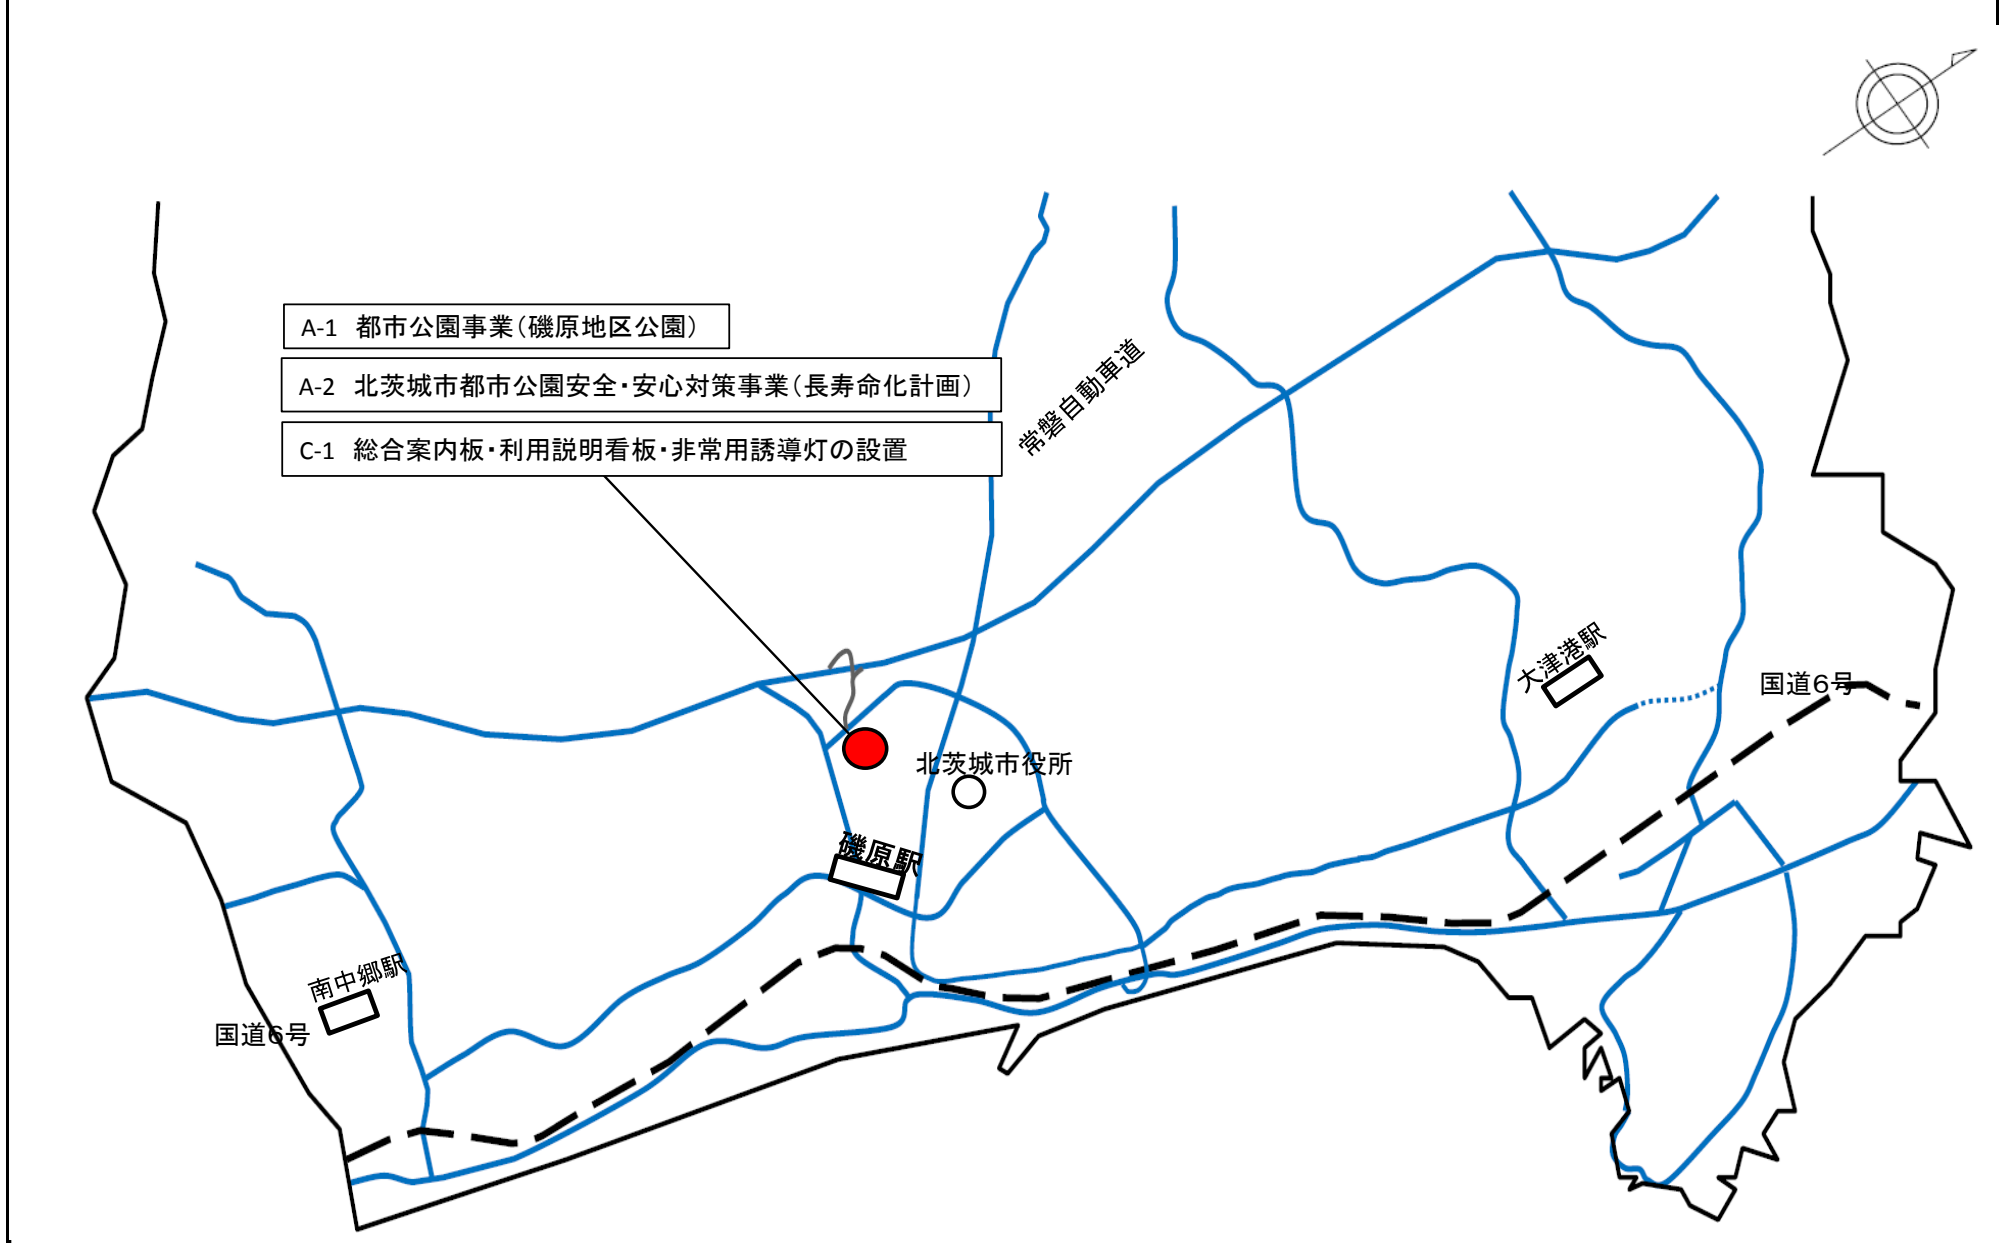 A-1 都市公園事業（磯原地区公園）
A-2 北茨城市都市公園安全・安心対策事業（長寿命化計画）
C-1 総合案内板・利用説明看板・非常用誘導灯の設置
常磐自動車道
大津港駅
国道６号
北茨城市役所
磯原駅
南中郷駅
国道６号